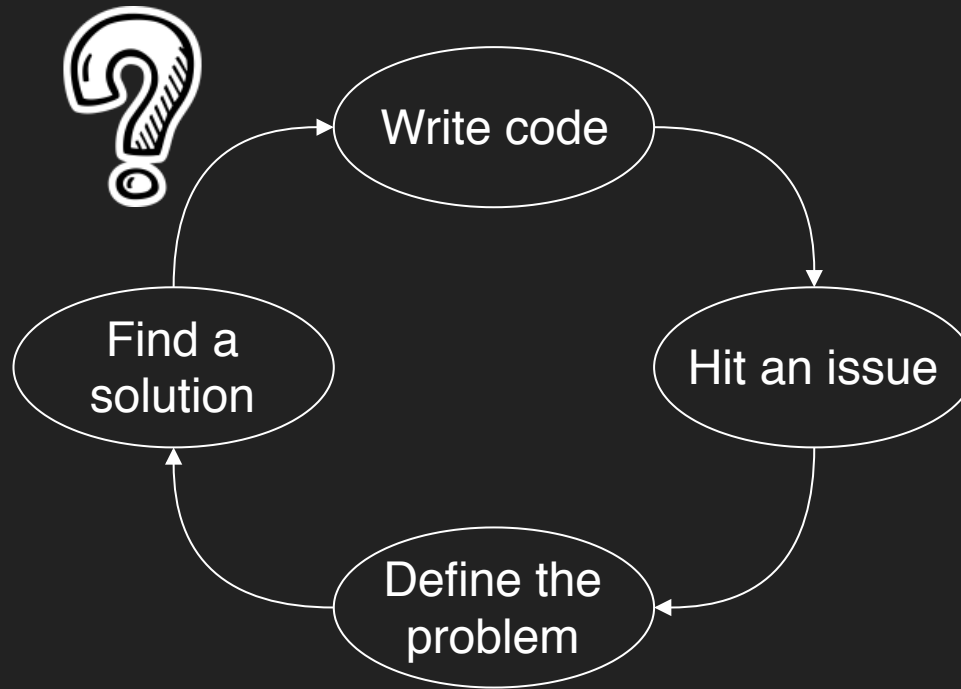 Write code
Hit an issue
Define the
problem
Find a
solution